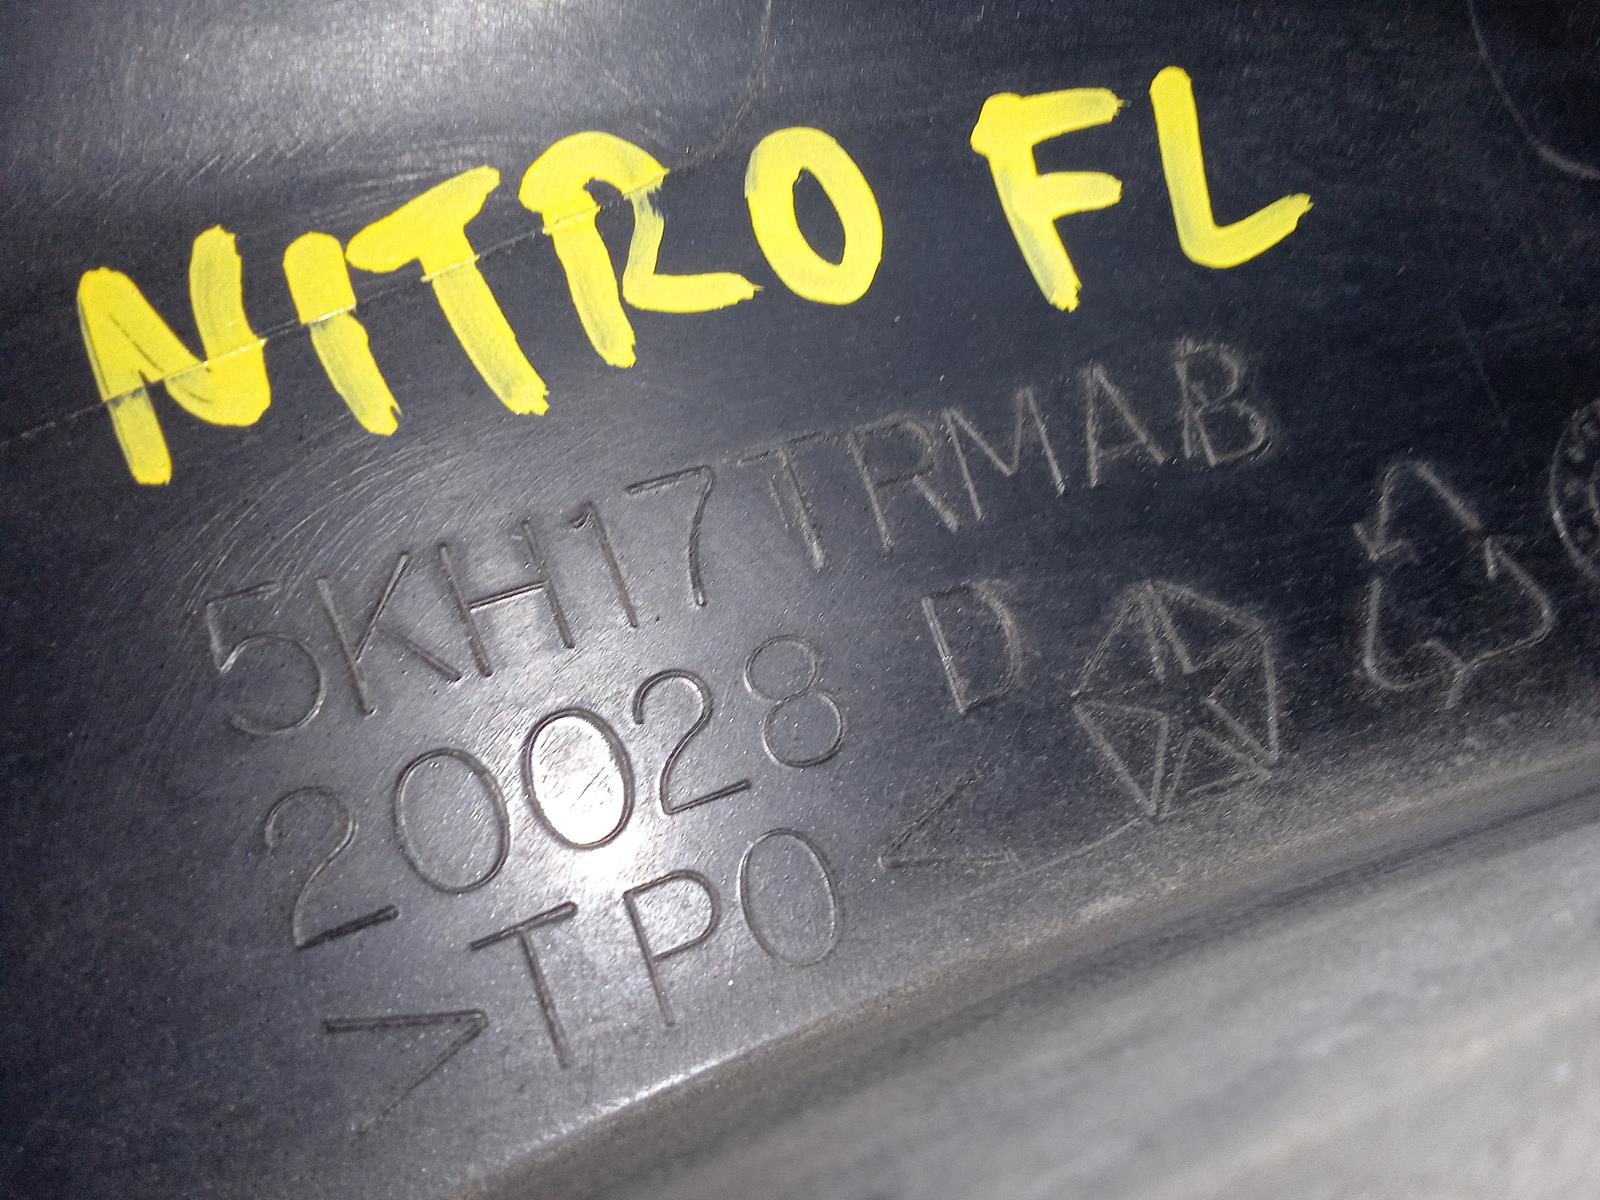 NITRO FL
5KH17TRMAB
20028 D
>TPO<